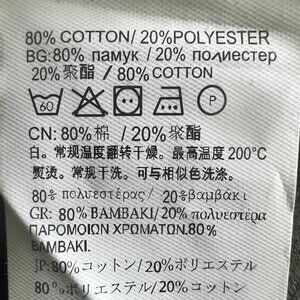 80% COTTON/ 20%POLYESTER
BG:80% памук / 20% полиестер
20% 聚酯 / 80% COTTON
60 P
CN: 80% 棉 / 20% 聚酯
白。常规温度翻转干燥。最高温度 200°C
熨烫。常规干洗。可与相似色洗涤.
80% πολυεστέρας/ 20%βαμβάκι
GR: 80% BAMBAKI/ 20% πολυεστέρας
ΠΑΡΟΜΟΙΩΝ ΧΡΩΜΑΤΩΝ.80%
BAMBAKI.
JP: 80%コットン/ 20%ポリエステル
80%コットン/ 20%ポリエステル